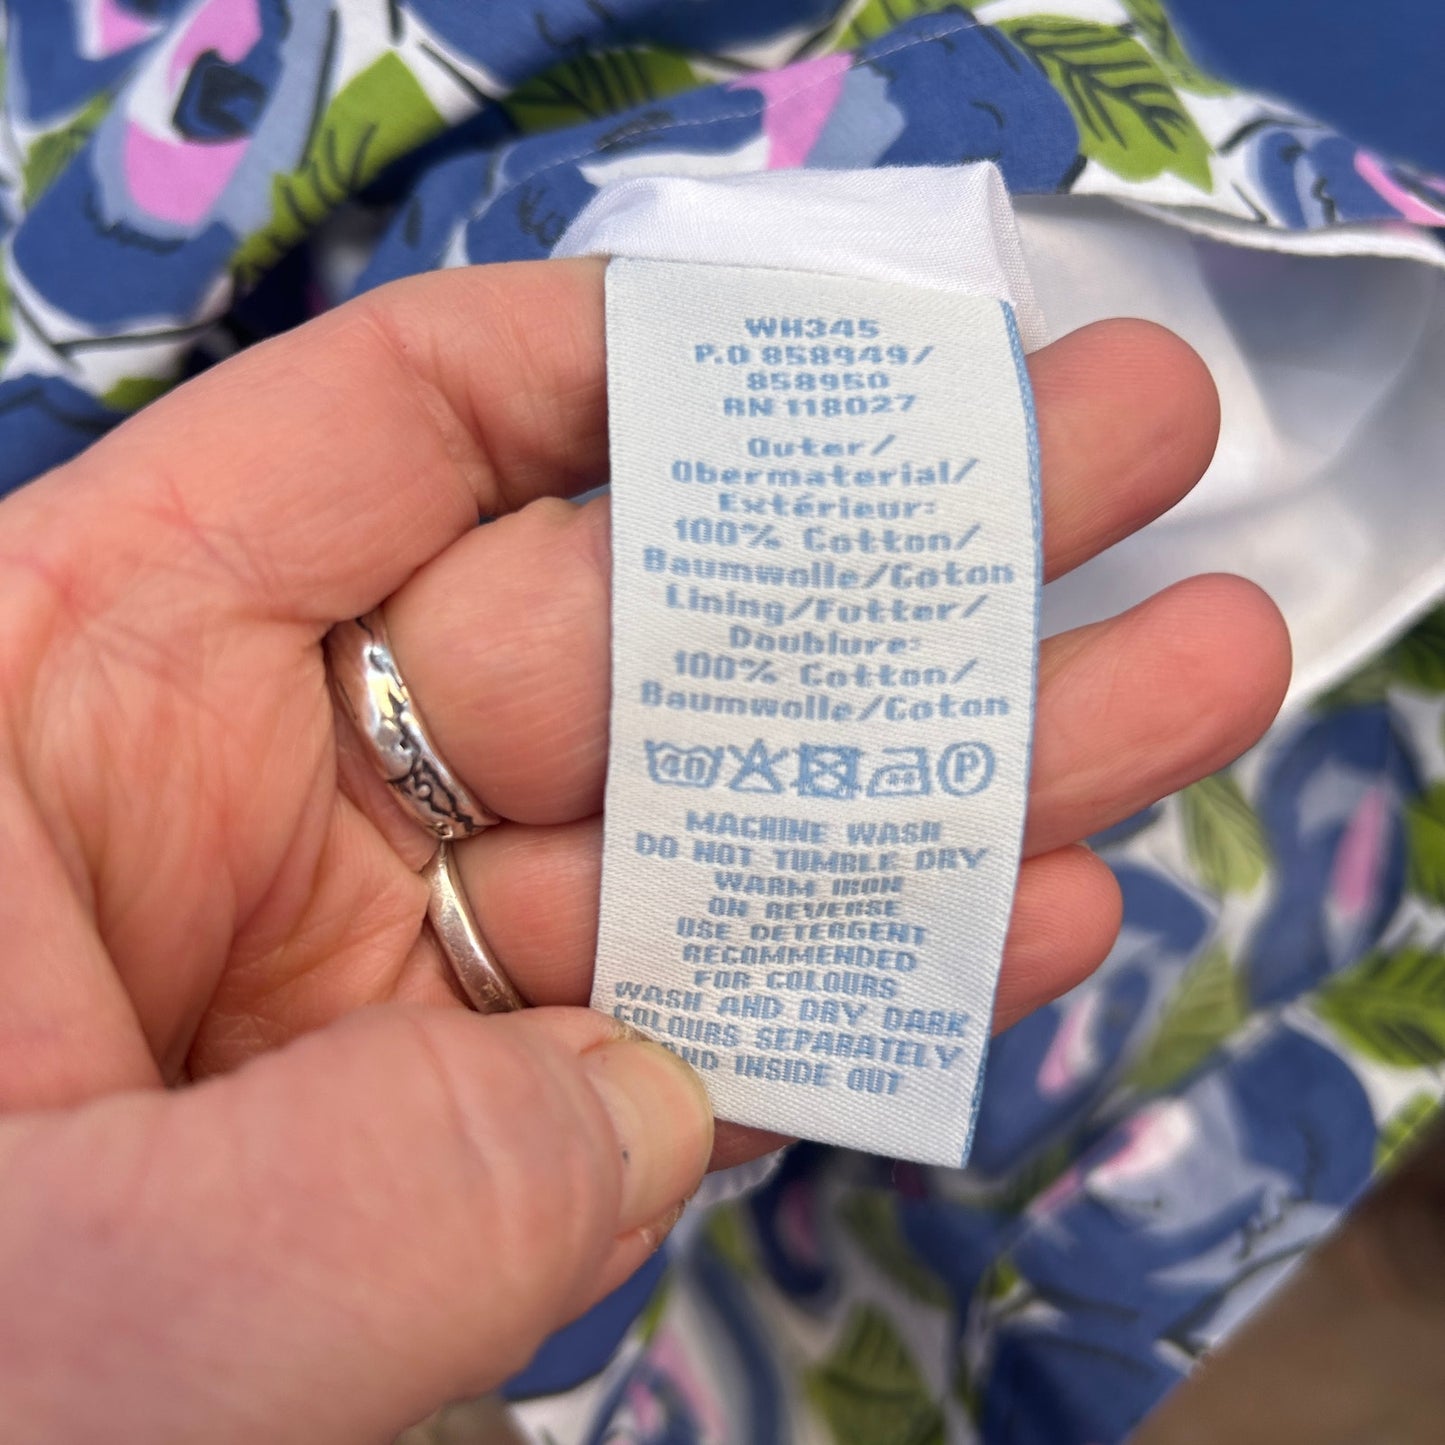 WH345
P.O 858949/
858950
RN 118027
Outer/
Obermaterial/
Extérieur:
100% Cotton/
Baumwolle/Coton
Lining/Futter/
Doublure:
100% Cotton/
Baumwolle/Coton
40 P
MACHINE WASH
DO NOT TUMBLE DRY
WARM IRON
ON REVERSE
USE DETERGENT
RECOMMENDED
FOR COLOURS
WASH AND DRY DARK
COLOURS SEPARATELY
AND INSIDE OUT